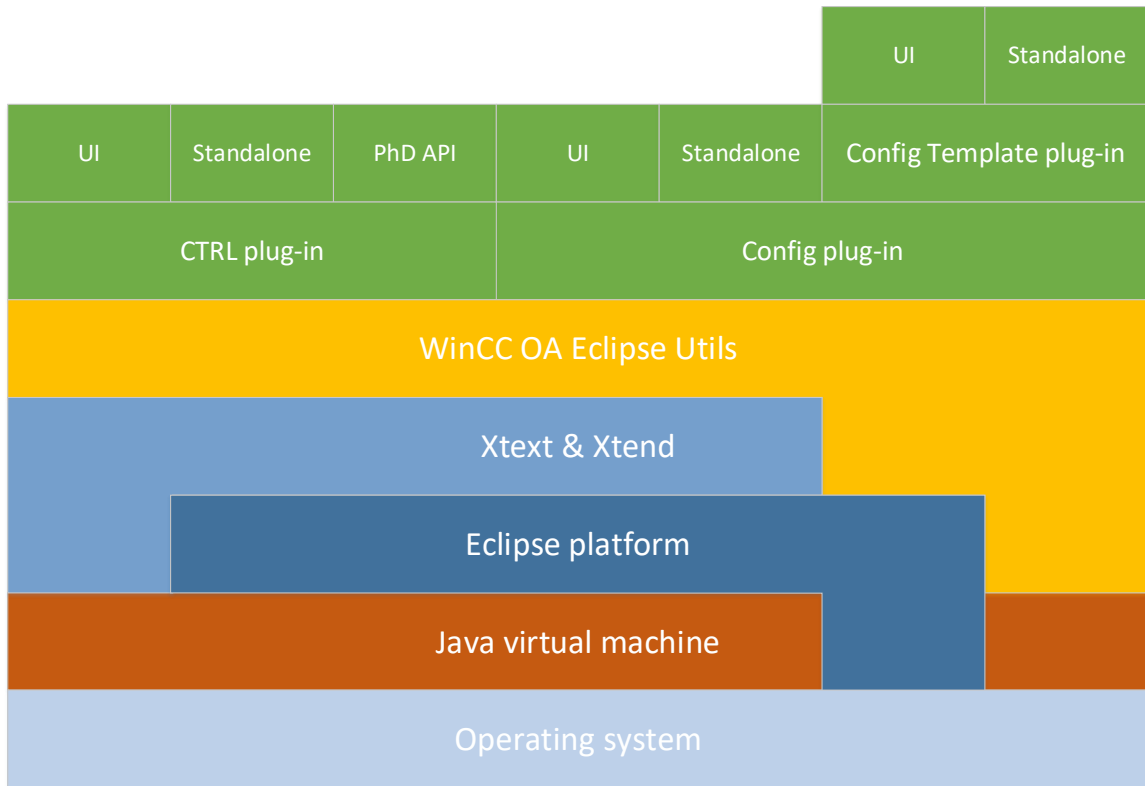 UI
Standalone
UI
Standalone
PhD API
UI
Standalone
Config Template plug-in
CTRL plug-in
Config plug-in
WinCC OA Eclipse Utils
Xtext & Xtend
Eclipse platform
Java virtual machine
Operating system